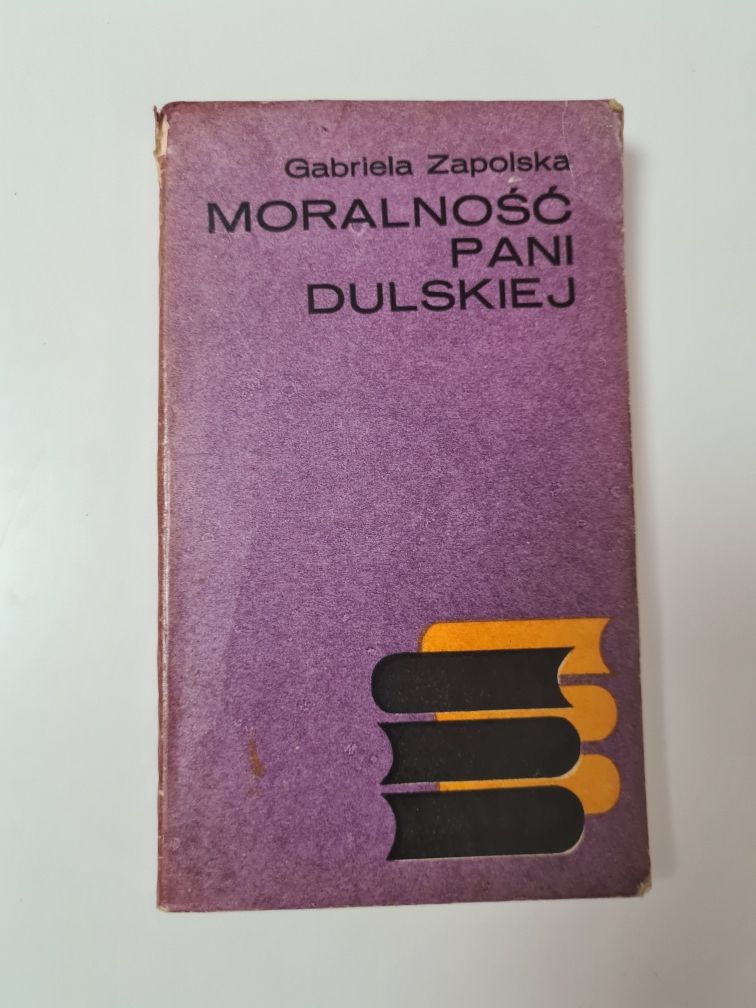 Gabriela Zapolska
MORALNOŚĆ
PANI
DULSKIEJ